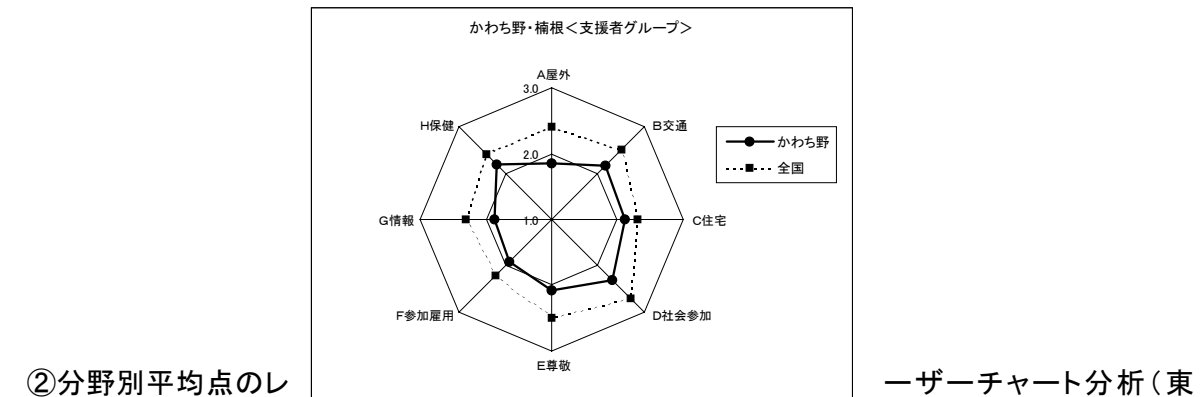 かわち野・楠根<支援者グループ>
A屋外
3.0
H保健
B交通
かわち野
2.0
全国
G情報
1.0
C住宅
F参加雇用
D社会参加
E尊敬
②分野別平均点のレ
ーザーチャート分析(東